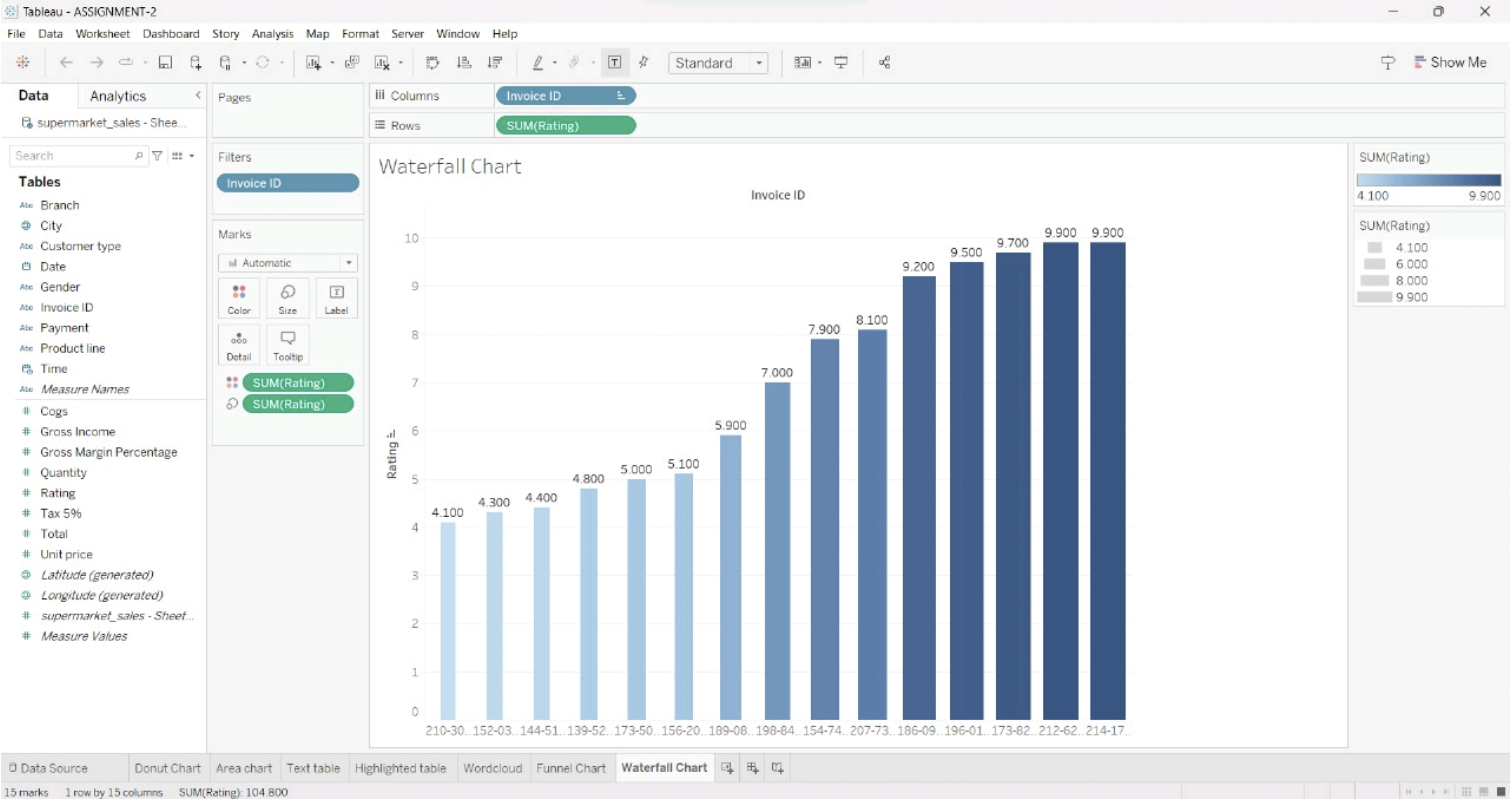 Tableau - ASSIGNMENT-2
File Data Worksheet Dashboard Story Analysis Map Format Server Window Help
Standard
Show Me
Data Analytics
supermarket_sales - Shee...
Search
Tables
Abc Branch
City
Abc Customer type
Date
Abc Gender
Abc Invoice ID
Abc Payment
Abc Product line
Time
Abc Measure Names
# Cogs
# Gross Income
# Gross Margin Percentage
# Quantity
# Rating
# Tax 5%
# Total
# Unit price
Latitude (generated)
Longitude (generated)
# supermarket_sales - Sheet...
# Measure Values
Pages
Filters
Invoice ID
Marks
Automatic
Color Size Label
Detail Tooltip
SUM(Rating)
SUM(Rating)
Columns Invoice ID
Rows SUM(Rating)
Waterfall Chart
Invoice ID
Rating
10
9
8
7
6
5
4
3
2
1
0
4.100 4.300 4.400 4.800 5.000 5.100 5.900 7.000 7.900 8.100 9.200 9.500 9.700 9.900 9.900
210-30.. 152-03.. 144-51.. 139-52.. 173-50.. 156-20.. 189-08.. 198-84.. 154-74.. 207-73.. 186-09.. 196-01.. 173-82.. 212-62.. 214-17..
SUM(Rating)
4.100 9.900
SUM(Rating)
4.100
6.000
8.000
9.900
Data Source Donut Chart Area chart Text table Highlighted table Wordcloud Funnel Chart Waterfall Chart
15 marks 1 row by 15 columns SUM(Rating): 104.800